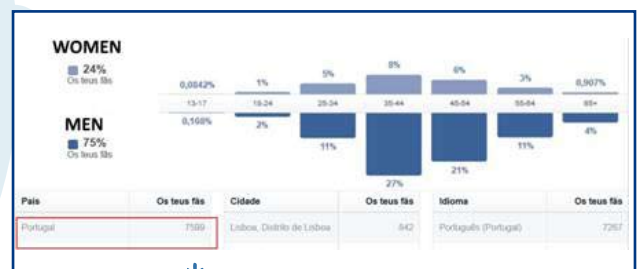 WOMEN
24%
Os teus fãs
0,0842% 1% 5% 8% 6% 3% 0,907%
13-17 18-24 25-34 35-44 45-54 55-64 65+
MEN
75%
Os teus fãs
0,168% 2% 11% 27% 21% 11% 4%
País Os teus fãs Cidade Os teus fãs Idioma Os teus fãs
Portugal 7599 Lisboa, Distrito de Lisboa 842 Português (Portugal) 7267